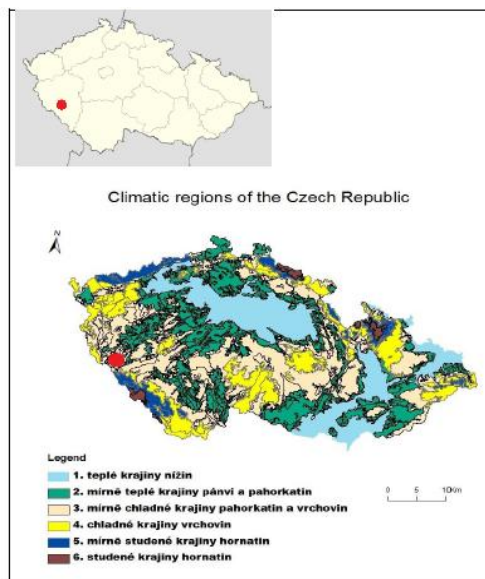 Climatic regions of the Czech Republic
N
Legend
1. teplé krajiny nížin
2. mírně teplé krajiny pánví a pahorkatin
3. mírně chladné krajiny pahorkatin a vrchovin
4. chladné krajiny vrchovin
5. mírně studené krajiny hornatin
6. studené krajiny hornatin
0 5 10km